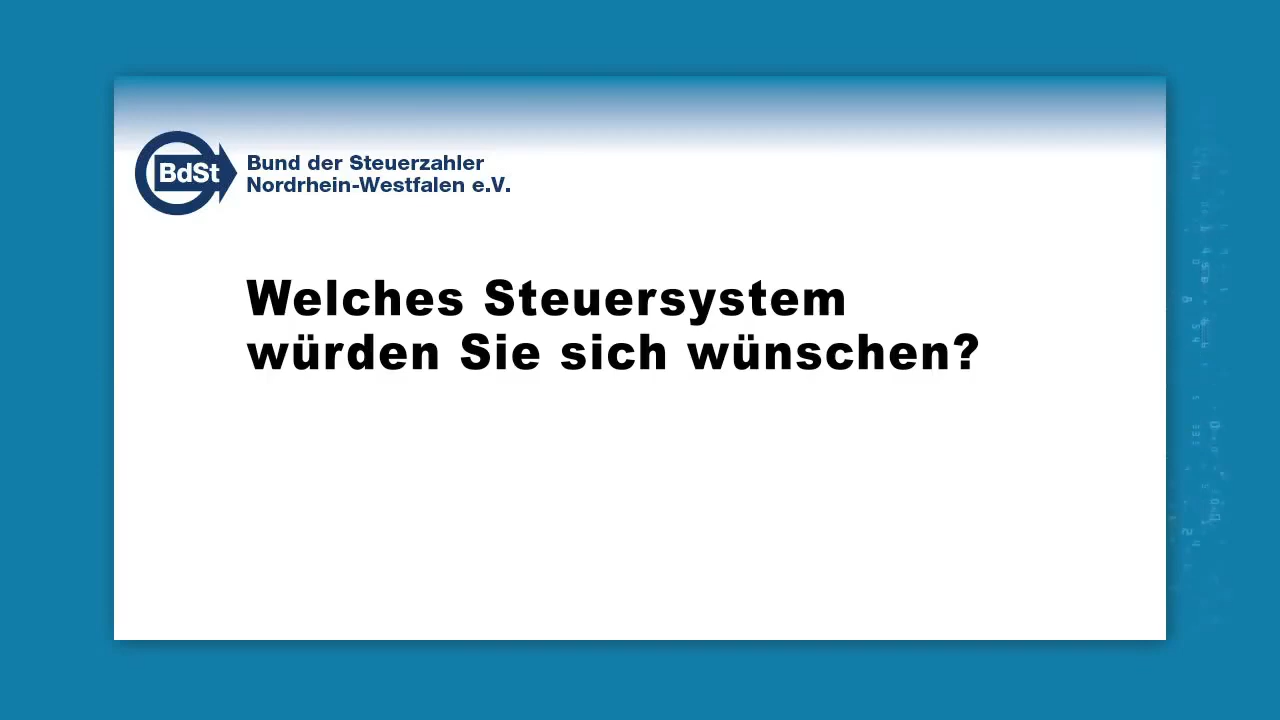 BdSt
Bund der Steuerzahler
Nordrhein-Westfalen e.V.
Welches Steuersystem
würden Sie sich wünschen?